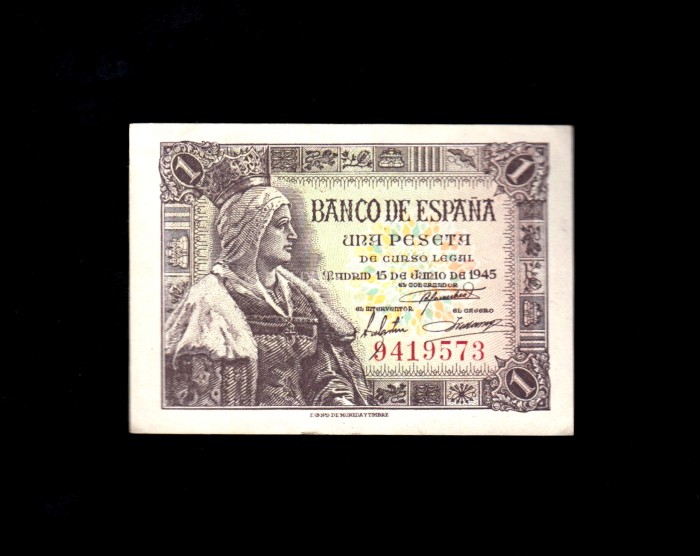 1 1
BANCO DE ESPAÑA
UNA PESETA
DE CURSO LEGAL
MADRID 15 DE JUNIO DE 1945
EL GOBERNADOR
EL INTERVENTOR EL CAJERO
9419573
1